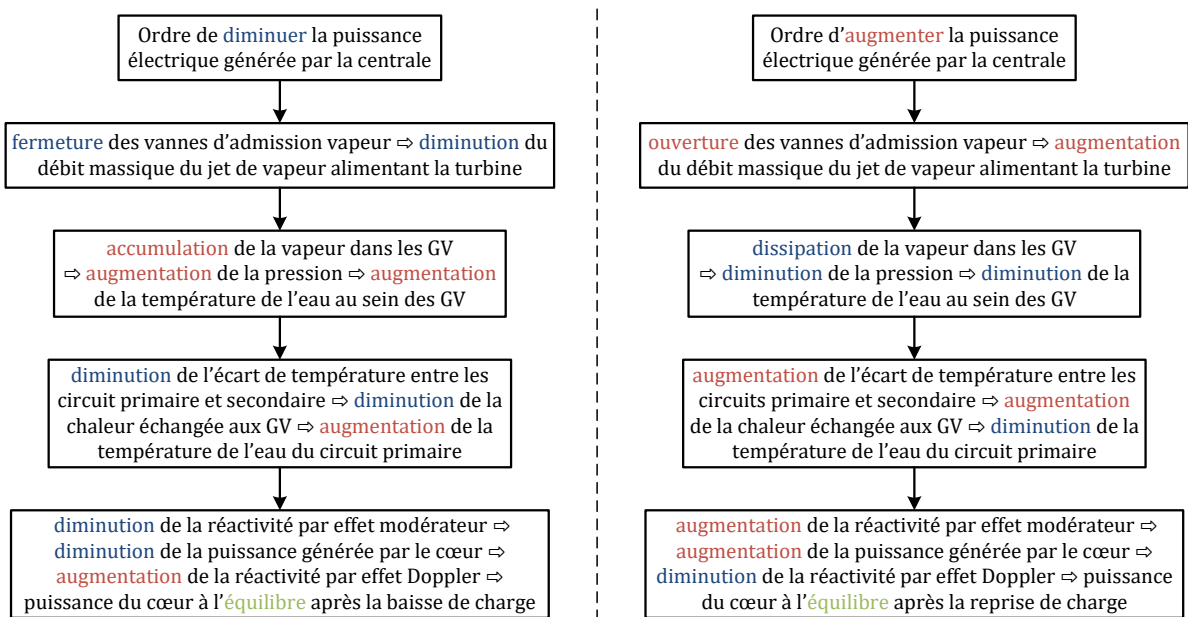 Ordre de diminuer la puissance
électrique générée par la centrale
fermeture des vannes d'admission vapeur ⇨ diminution du
débit massique du jet de vapeur alimentant la turbine
accumulation de la vapeur dans les GV
⇨ augmentation de la pression ⇨ augmentation
de la température de l'eau au sein des GV
diminution de l'écart de température entre les
circuit primaire et secondaire ⇨ diminution de la
chaleur échangée aux GV ⇨ augmentation de la
température de l'eau du circuit primaire
diminution de la réactivité par effet modérateur ⇨
diminution de la puissance générée par le cœur ⇨
augmentation de la réactivité par effet Doppler ⇨
puissance du cœur à l'équilibre après la baisse de charge
Ordre d'augmenter la puissance
électrique générée par la centrale
ouverture des vannes d'admission vapeur ⇨ augmentation
du débit massique du jet de vapeur alimentant la turbine
dissipation de la vapeur dans les GV
⇨ diminution de la pression ⇨ diminution de la
température de l'eau au sein des GV
augmentation de l'écart de température entre les
circuits primaire et secondaire ⇨ augmentation
de la chaleur échangée aux GV ⇨ diminution de la
température de l'eau du circuit primaire
augmentation de la réactivité par effet modérateur ⇨
augmentation de la puissance générée par le cœur ⇨
diminution de la réactivité par effet Doppler ⇨ puissance
du cœur à l'équilibre après la reprise de charge